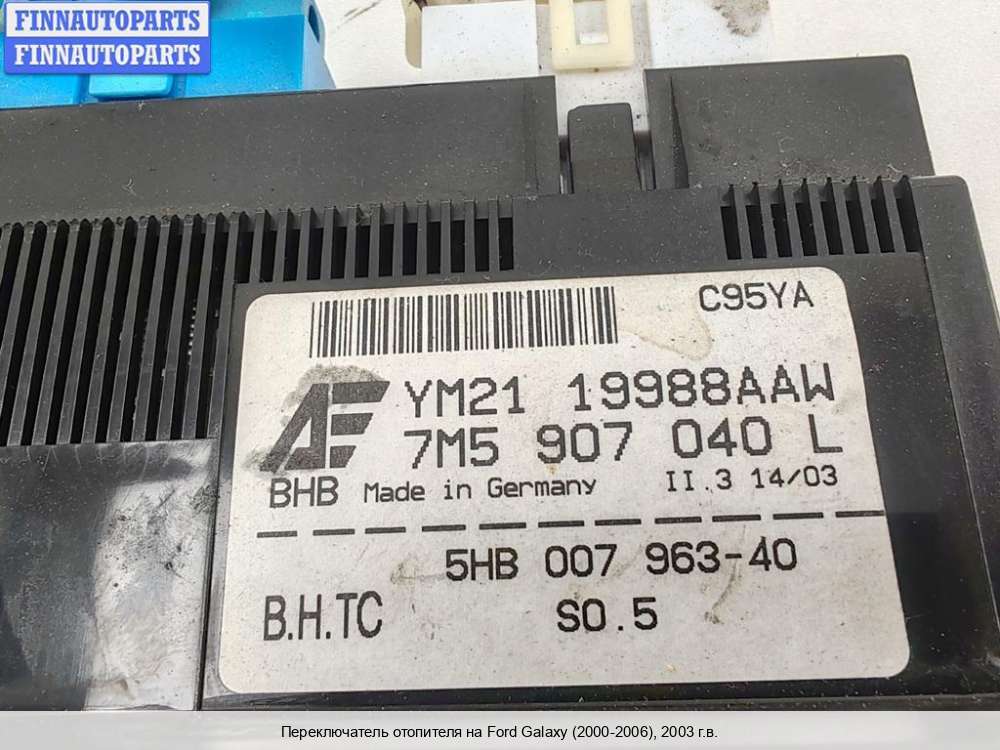 FINNAUTOPARTS
FINNAUTOPARTS
C95YA
AE YM21 19988AAW
7M5 907 040 L
BHB Made in Germany II.3 14/03
5HB 007 963-40
B.H.TC S0.5
Переключатель отопителя на Ford Galaxy (2000-2006), 2003 г.в.